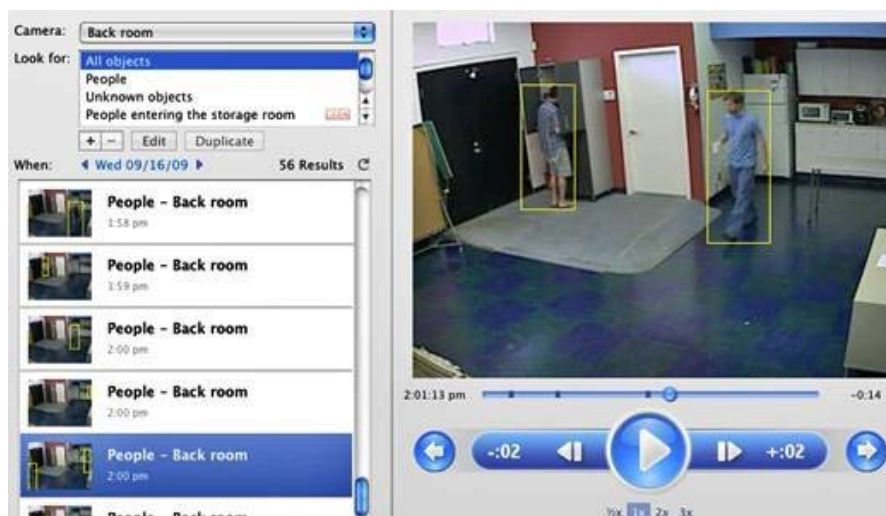 Camera: Back room
Look for: All objects
People
Unknown objects
People entering the storage room
+ − Edit Duplicate
When: Wed 09/16/09 56 Results
People – Back room
1:58 pm
People – Back room
1:59 pm
People – Back room
2:00 pm
People – Back room
2:00 pm
People – Back room
2:00 pm
People – Back room
2:01:13 pm -0:14
-:02 +:02
½x 1x 2x 3x